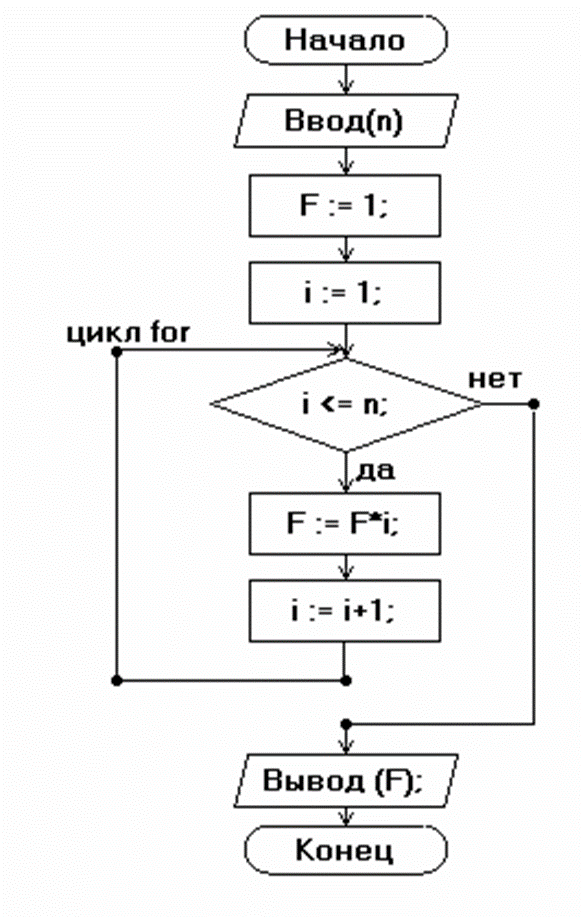 Начало
Ввод(n)
F := 1;
i := 1;
цикл for
i <= n;
нет
да
F := F*i;
i := i+1;
Вывод (F);
Конец